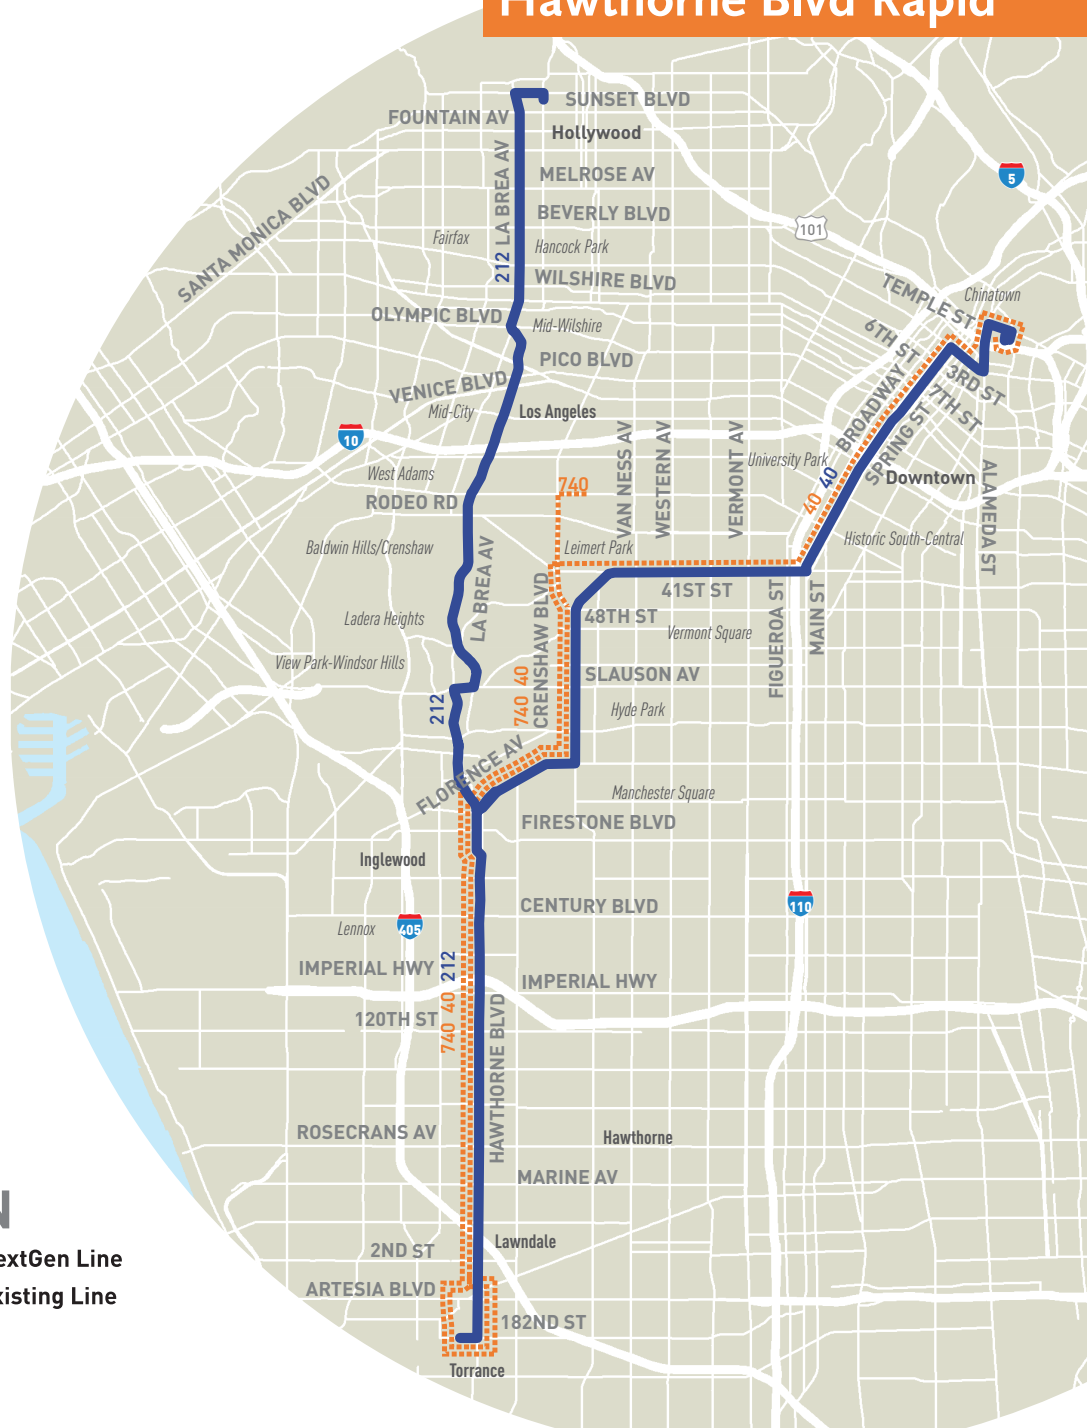 Hawthorne Blvd Rapid
SUNSET BLVD
FOUNTAIN AV
Hollywood
5
MELROSE AV
SANTA MONICA BLVD
212 LA BREA AV
BEVERLY BLVD
101
Fairfax
Hancock Park
WILSHIRE BLVD
TEMPLE ST
Chinatown
OLYMPIC BLVD
Mid-Wilshire
6TH ST
PICO BLVD
VENICE BLVD
3RD ST
7TH ST
Mid-City
Los Angeles
BROADWAY
SPRING ST
10
VAN NESS AV
WESTERN AV
VERMONT AV
University Park
West Adams
740
40 40
Downtown
ALAMEDA ST
RODEO RD
Baldwin Hills/Crenshaw
Leimert Park
Historic South-Central
LA BREA AV
CRENSHAW BLVD
41ST ST
48TH ST
FIGUEROA ST
MAIN ST
Ladera Heights
Vermont Square
View Park-Windsor Hills
SLAUSON AV
212
740 40
Hyde Park
FLORENCE AV
Manchester Square
FIRESTONE BLVD
Inglewood
CENTURY BLVD
110
Lennox
405
IMPERIAL HWY
212
IMPERIAL HWY
740 40
120TH ST
HAWTHORNE BLVD
ROSECRANS AV
Hawthorne
MARINE AV
N
extGen Line
xisting Line
2ND ST
Lawndale
ARTESIA BLVD
182ND ST
Torrance